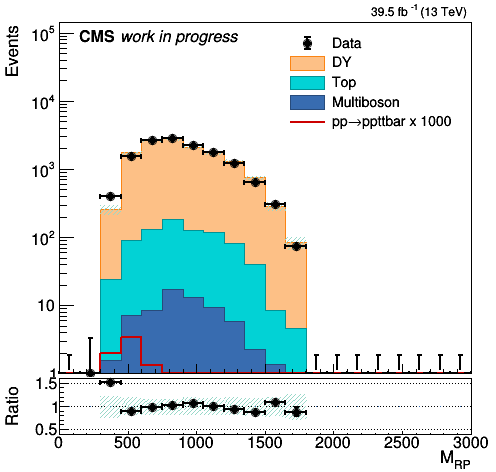 39.5 fb⁻¹ (13 TeV)
CMS work in progress
Events
10⁵
10⁴
10³
10²
10
1
Data
DY
Top
Multiboson
pp→ppttbar x 1000
Ratio
1.5
1
0.5
0 500 1000 1500 2000 2500 3000
M_RP